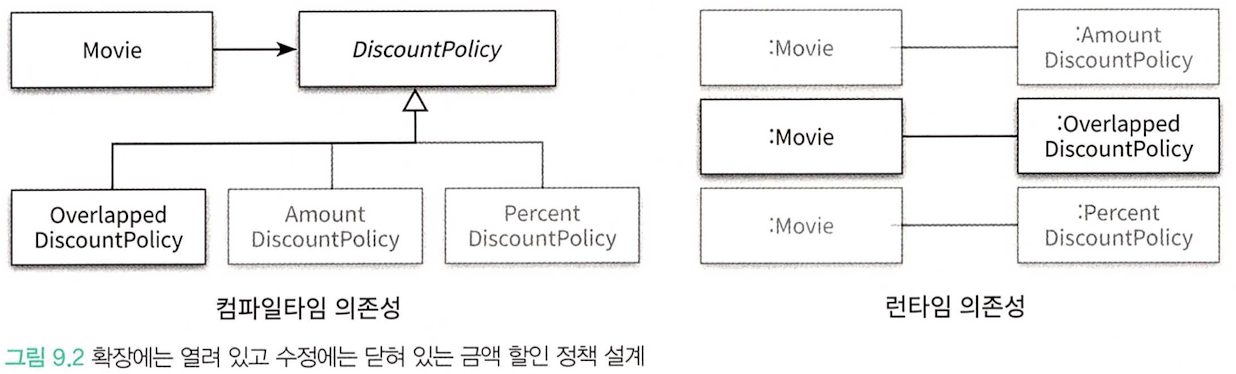 Movie
DiscountPolicy
Overlapped
DiscountPolicy
Amount
DiscountPolicy
Percent
DiscountPolicy
컴파일타임 의존성
:Movie
:Amount
DiscountPolicy
:Movie
:Overlapped
DiscountPolicy
:Movie
:Percent
DiscountPolicy
런타임 의존성
그림 9.2 확장에는 열려 있고 수정에는 닫혀 있는 금액 할인 정책 설계